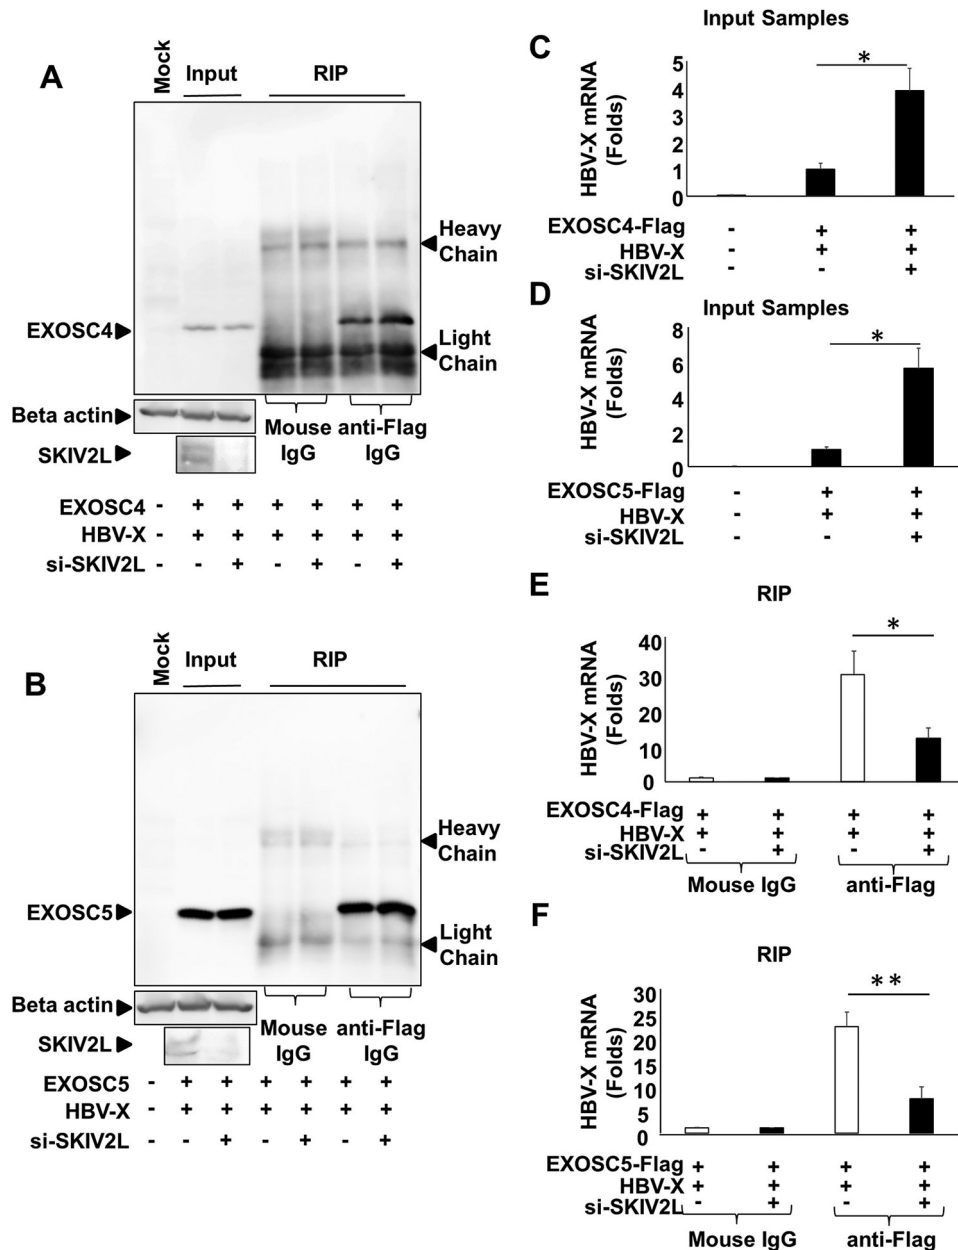 A
Mock
Input
RIP
Heavy
Chain
EXOSC4
Light
Chain
Beta actin
Mouse anti-Flag
IgG IgG
SKIV2L
EXOSC4 - + + + + + +
HBV-X - + + + + + +
si-SKIV2L - - + - + - +
B
Mock
Input
RIP
Heavy
Chain
EXOSC5
Light
Chain
Beta actin
Mouse anti-Flag
IgG IgG
SKIV2L
EXOSC5 - + + + + + +
HBV-X - + + + + + +
si-SKIV2L - - + - + - +
Input Samples
C
HBV-X mRNA
(Folds)
5
4
3
2
1
0
*
EXOSC4-Flag - + +
HBV-X - + +
si-SKIV2L - - +
D
Input Samples
HBV-X mRNA
(Folds)
8
6
4
2
0
*
EXOSC5-Flag - + +
HBV-X - + +
si-SKIV2L - - +
E
RIP
HBV-X mRNA
(Folds)
40
30
20
10
0
*
EXOSC4-Flag + + + +
HBV-X + + + +
si-SKIV2L - + - +
Mouse IgG anti-Flag
F
RIP
HBV-X mRNA
(Folds)
30
25
20
15
10
5
0
**
EXOSC5-Flag + + + +
HBV-X + + + +
si-SKIV2L - + - +
Mouse IgG anti-Flag